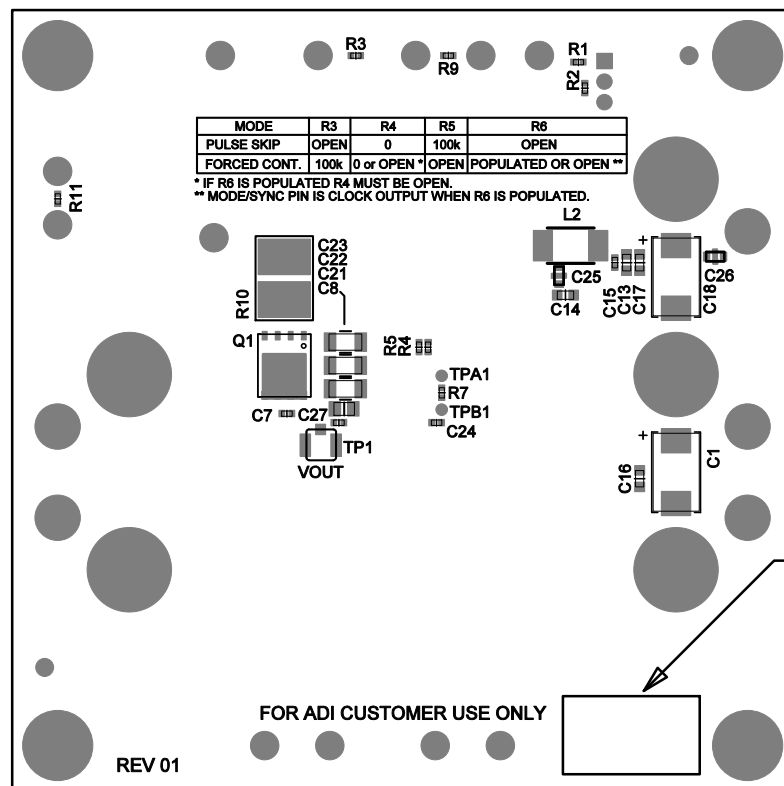 R3
R9
R1
R2
MODE R3 R4 R5 R6
PULSE SKIP OPEN 0 100k OPEN
FORCED CONT. 100k 0 or OPEN * OPEN POPULATED OR OPEN **
* IF R6 IS POPULATED R4 MUST BE OPEN.
** MODE/SYNC PIN IS CLOCK OUTPUT WHEN R6 IS POPULATED.
R11
L2
C23
C22
C21
C8
R10
+
C25
C14
C15
C13
C17
C18
C26
Q1
R5
R4
TPA1
R7
TPB1
C24
C7
C27
TP1
VOUT
+
C16
C1
FOR ADI CUSTOMER USE ONLY
REV 01